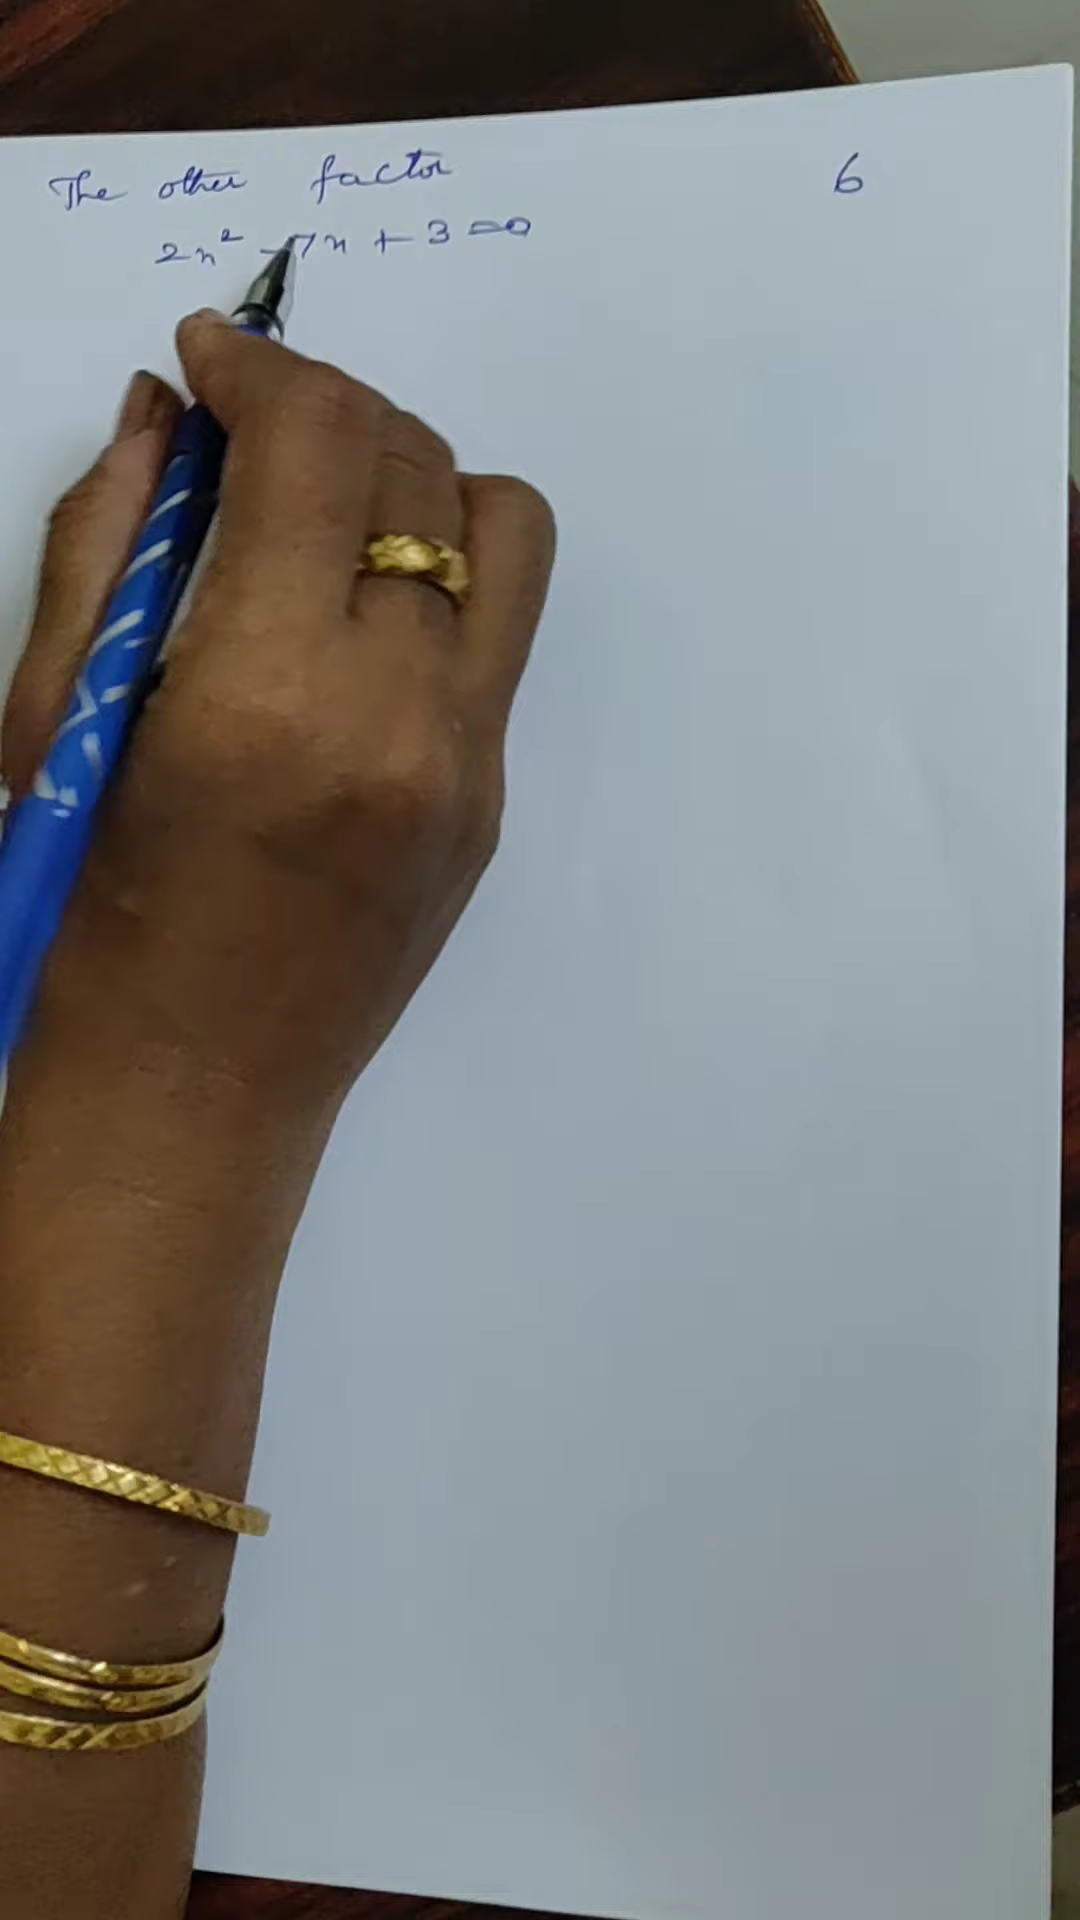 The other factor 6
2x² - 7x + 3 = 0